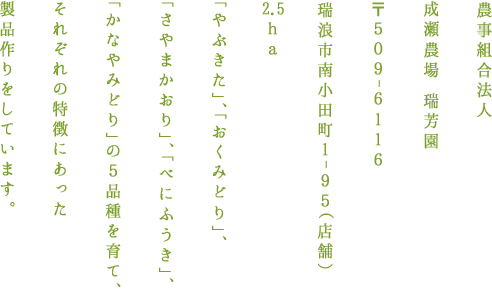 農事組合法人
成瀬農場　瑞芳園
〒509-6116
瑞浪市南小田町1-95（店舗）
2.5ha
「やぶきた」、「おくみどり」、
「さやまかおり」、「べにふうき」、
「かなやみどり」の5品種を育て、
それぞれの特徴にあった
製品作りをしています。